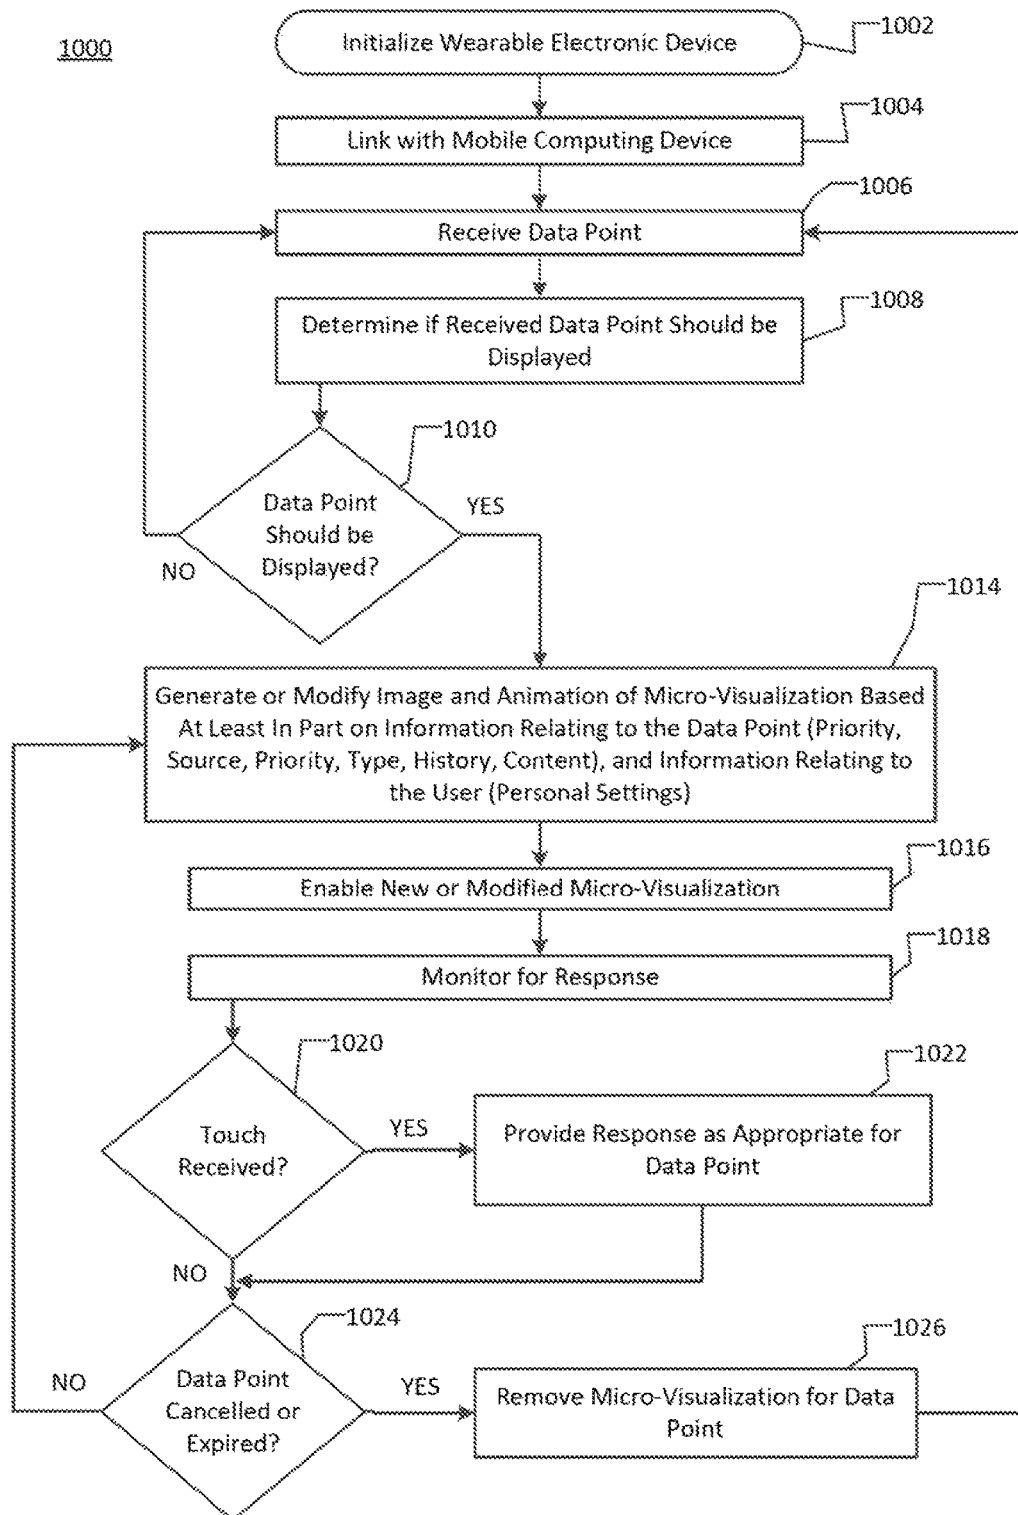 1000
Initialize Wearable Electronic Device
1002
Link with Mobile Computing Device
1004
1006
Receive Data Point
1008
Determine if Received Data Point Should be
Displayed
1010
Data Point
Should be
Displayed?
YES
NO
1014
Generate or Modify Image and Animation of Micro-Visualization Based
At Least In Part on Information Relating to the Data Point (Priority,
Source, Priority, Type, History, Content), and Information Relating to
the User (Personal Settings)
1016
Enable New or Modified Micro-Visualization
1018
Monitor for Response
1020
Touch
Received?
YES
1022
Provide Response as Appropriate for
Data Point
NO
1024
Data Point
Cancelled or
Expired?
NO
YES
1026
Remove Micro-Visualization for Data
Point